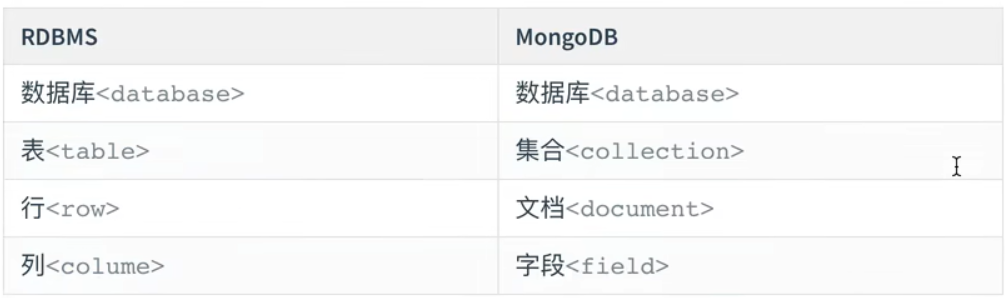 RDBMS MongoDB
数据库<database> 数据库<database>
表<table> 集合<collection>
行<row> 文档<document>
列<colume> 字段<field>